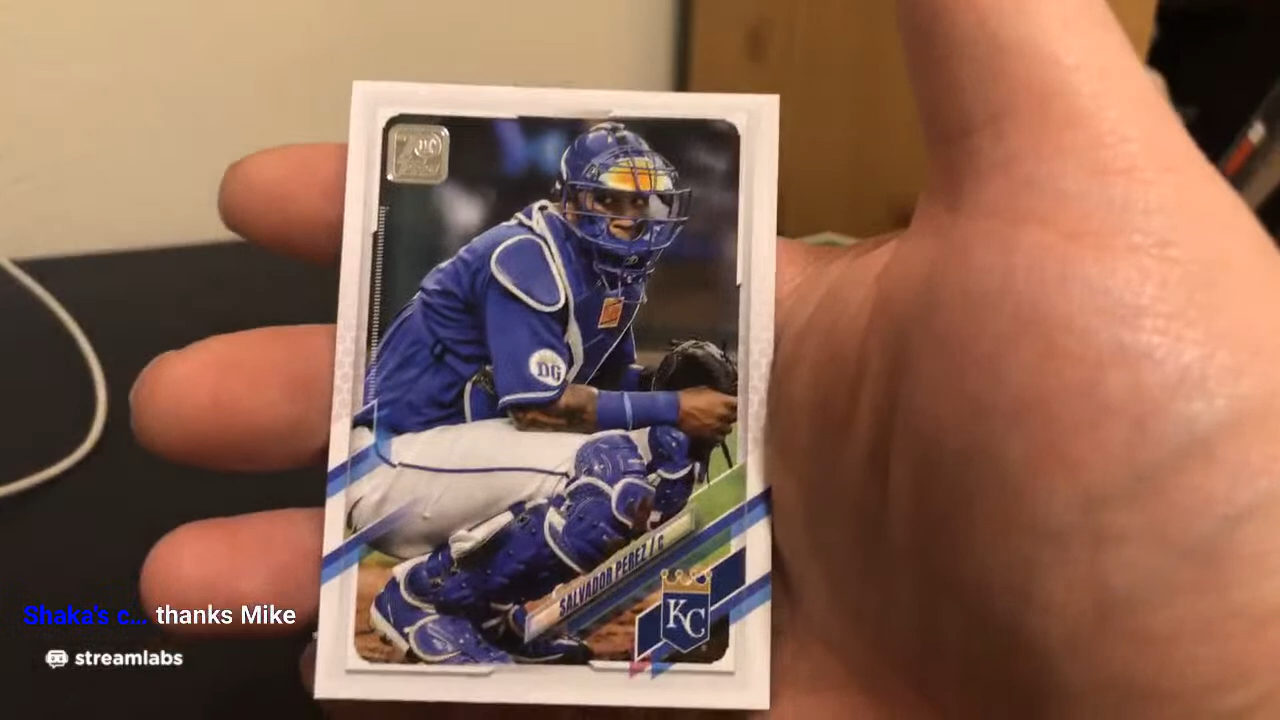 DG
SALVADOR PEREZ / C
KC
Shaka's c... thanks Mike
streamlabs